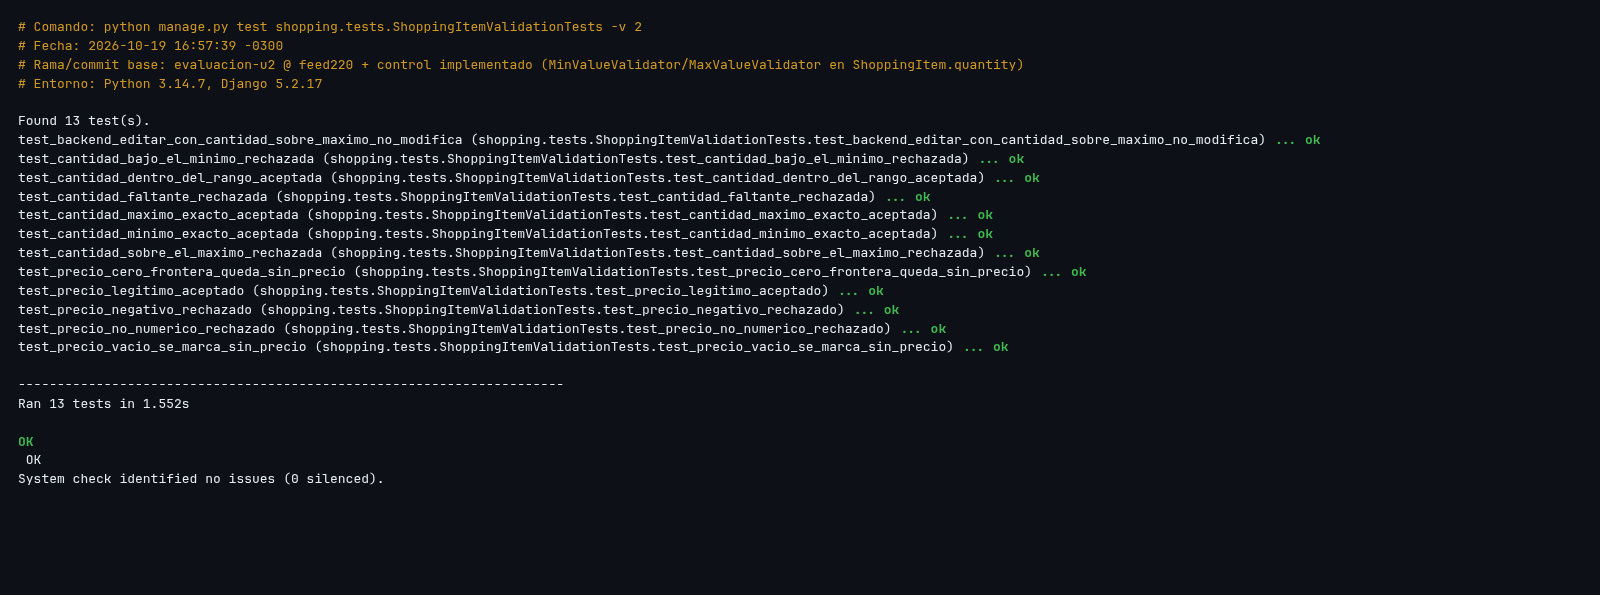 # Comando: python manage.py test shopping.tests.ShoppingItemValidationTests -v 2
# Fecha: 2026-10-19 16:57:39 -0300
# Rama/commit base: evaluacion-u2 @ feed220 + control implementado (MinValueValidator/MaxValueValidator en ShoppingItem.quantity)
# Entorno: Python 3.14.7, Django 5.2.17
Found 13 test(s).
test_backend_editar_con_cantidad_sobre_maximo_no_modifica (shopping.tests.ShoppingItemValidationTests.test_backend_editar_con_cantidad_sobre_maximo_no_modifica) ... ok
test_cantidad_bajo_el_minimo_rechazada (shopping.tests.ShoppingItemValidationTests.test_cantidad_bajo_el_minimo_rechazada) ... ok
test_cantidad_dentro_del_rango_aceptada (shopping.tests.ShoppingItemValidationTests.test_cantidad_dentro_del_rango_aceptada) ... ok
test_cantidad_faltante_rechazada (shopping.tests.ShoppingItemValidationTests.test_cantidad_faltante_rechazada) ... ok
test_cantidad_maximo_exacto_aceptada (shopping.tests.ShoppingItemValidationTests.test_cantidad_maximo_exacto_aceptada) ... ok
test_cantidad_minimo_exacto_aceptada (shopping.tests.ShoppingItemValidationTests.test_cantidad_minimo_exacto_aceptada) ... ok
test_cantidad_sobre_el_maximo_rechazada (shopping.tests.ShoppingItemValidationTests.test_cantidad_sobre_el_maximo_rechazada) ... ok
test_precio_cero_frontera_queda_sin_precio (shopping.tests.ShoppingItemValidationTests.test_precio_cero_frontera_queda_sin_precio) ... ok
test_precio_legitimo_aceptado (shopping.tests.ShoppingItemValidationTests.test_precio_legitimo_aceptado) ... ok
test_precio_negativo_rechazado (shopping.tests.ShoppingItemValidationTests.test_precio_negativo_rechazado) ... ok
test_precio_no_numerico_rechazado (shopping.tests.ShoppingItemValidationTests.test_precio_no_numerico_rechazado) ... ok
test_precio_vacio_se_marca_sin_precio (shopping.tests.ShoppingItemValidationTests.test_precio_vacio_se_marca_sin_precio) ... ok
----------------------------------------------------------------------
Ran 13 tests in 1.552s
OK
OK
System check identified no issues (0 silenced).